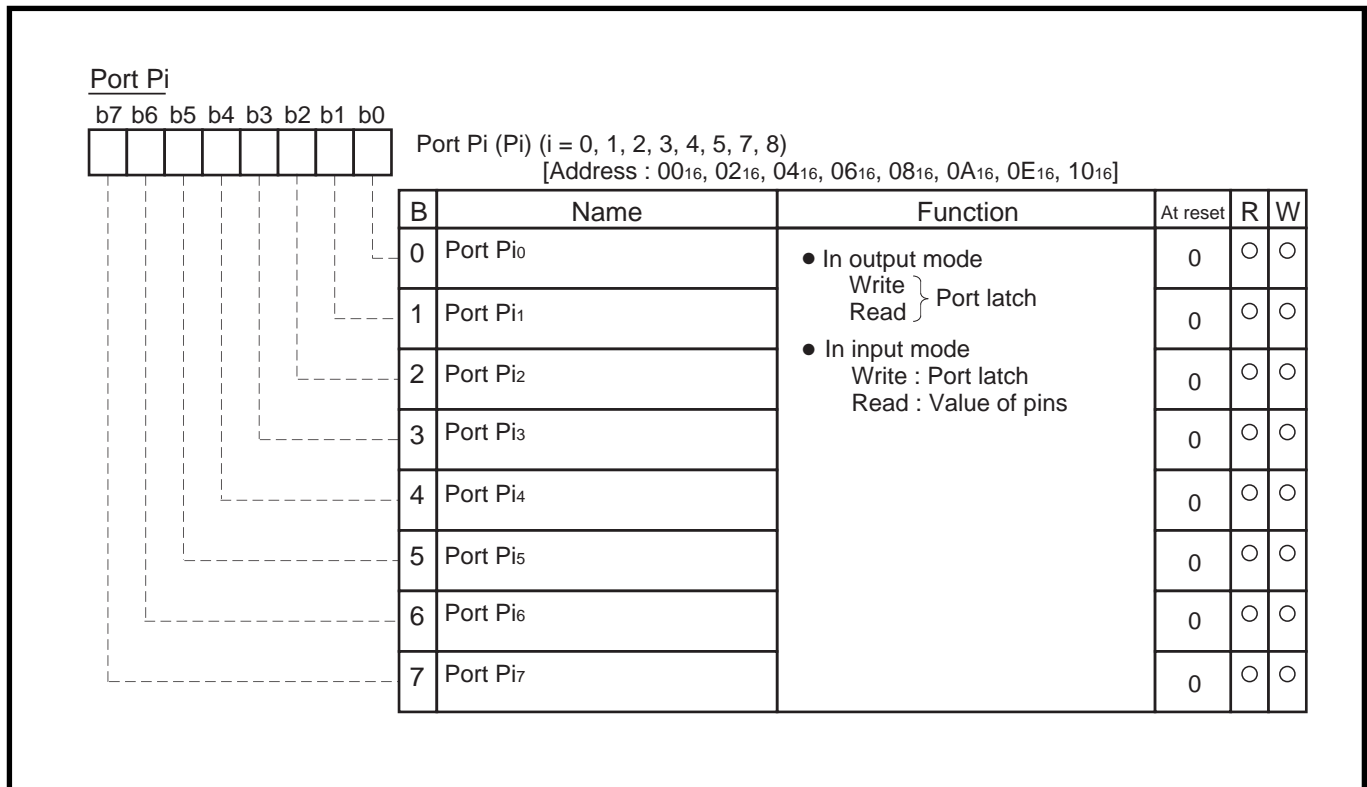 Port Pi
b7 b6 b5 b4 b3 b2 b1 b0
Port Pi (Pi) (i = 0, 1, 2, 3, 4, 5, 7, 8)
[Address : 0016, 0216, 0416, 0616, 0816, 0A16, 0E16, 1016]
B Name Function At reset R W
0 Port Pi0 0 ○ ○
● In output mode
Write } Port latch
Read
1 Port Pi1 0 ○ ○
● In input mode
Write : Port latch
Read : Value of pins
2 Port Pi2 0 ○ ○
3 Port Pi3 0 ○ ○
4 Port Pi4 0 ○ ○
5 Port Pi5 0 ○ ○
6 Port Pi6 0 ○ ○
7 Port Pi7 0 ○ ○